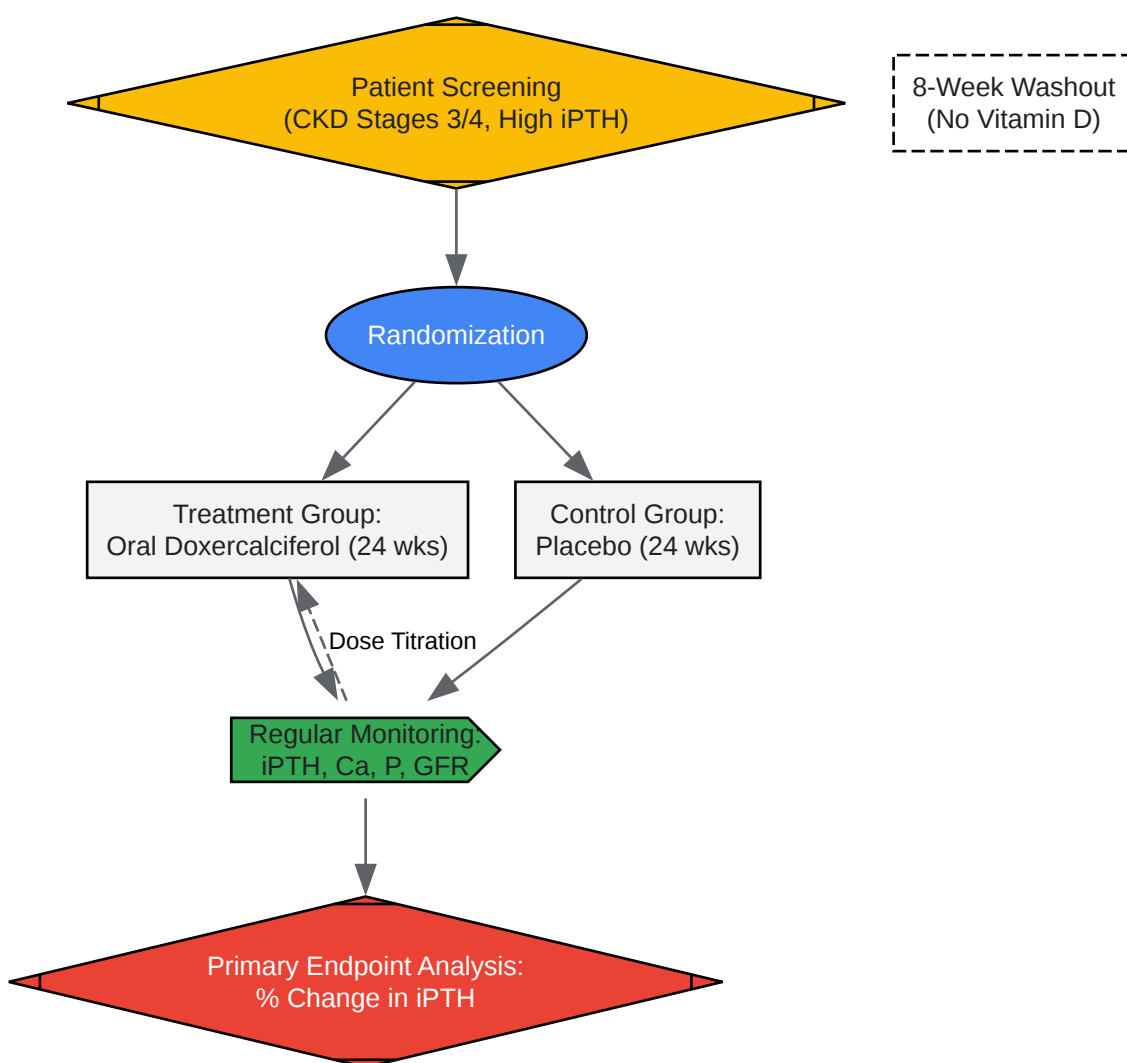 Patient Screening
(CKD Stages 3/4, High iPTH)
8-Week Washout
(No Vitamin D)
Randomization
Treatment Group:
Oral Doxercalciferol (24 wks)
Control Group:
Placebo (24 wks)
Dose Titration
Regular Monitoring:
iPTH, Ca, P, GFR
Primary Endpoint Analysis:
% Change in iPTH